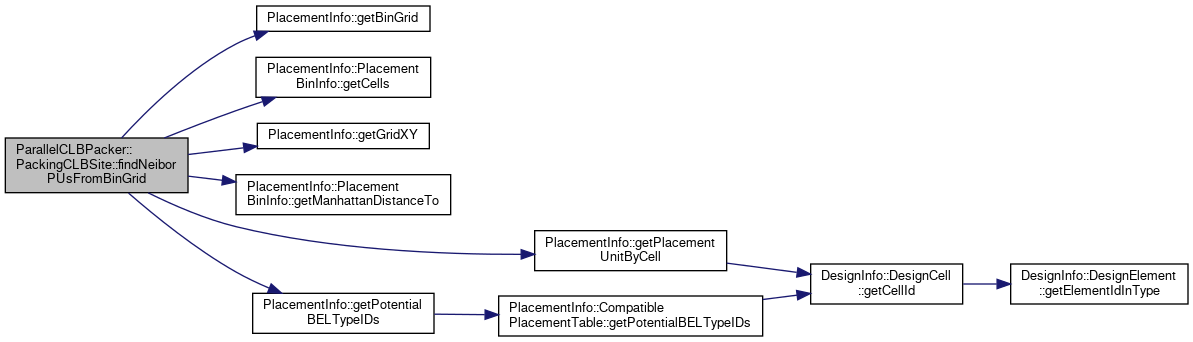 PlacementInfo::getBinGrid
PlacementInfo::Placement
BinInfo::getCells
PlacementInfo::getGridXY
ParallelCLBPacker::
PackingCLBSite::findNeibor
PUsFromBinGrid
PlacementInfo::Placement
BinInfo::getManhattanDistanceTo
PlacementInfo::getPlacement
UnitByCell
DesignInfo::DesignCell
::getCellId
DesignInfo::DesignElement
::getElementIdInType
PlacementInfo::getPotential
BELTypeIDs
PlacementInfo::Compatible
PlacementTable::getPotentialBELTypeIDs